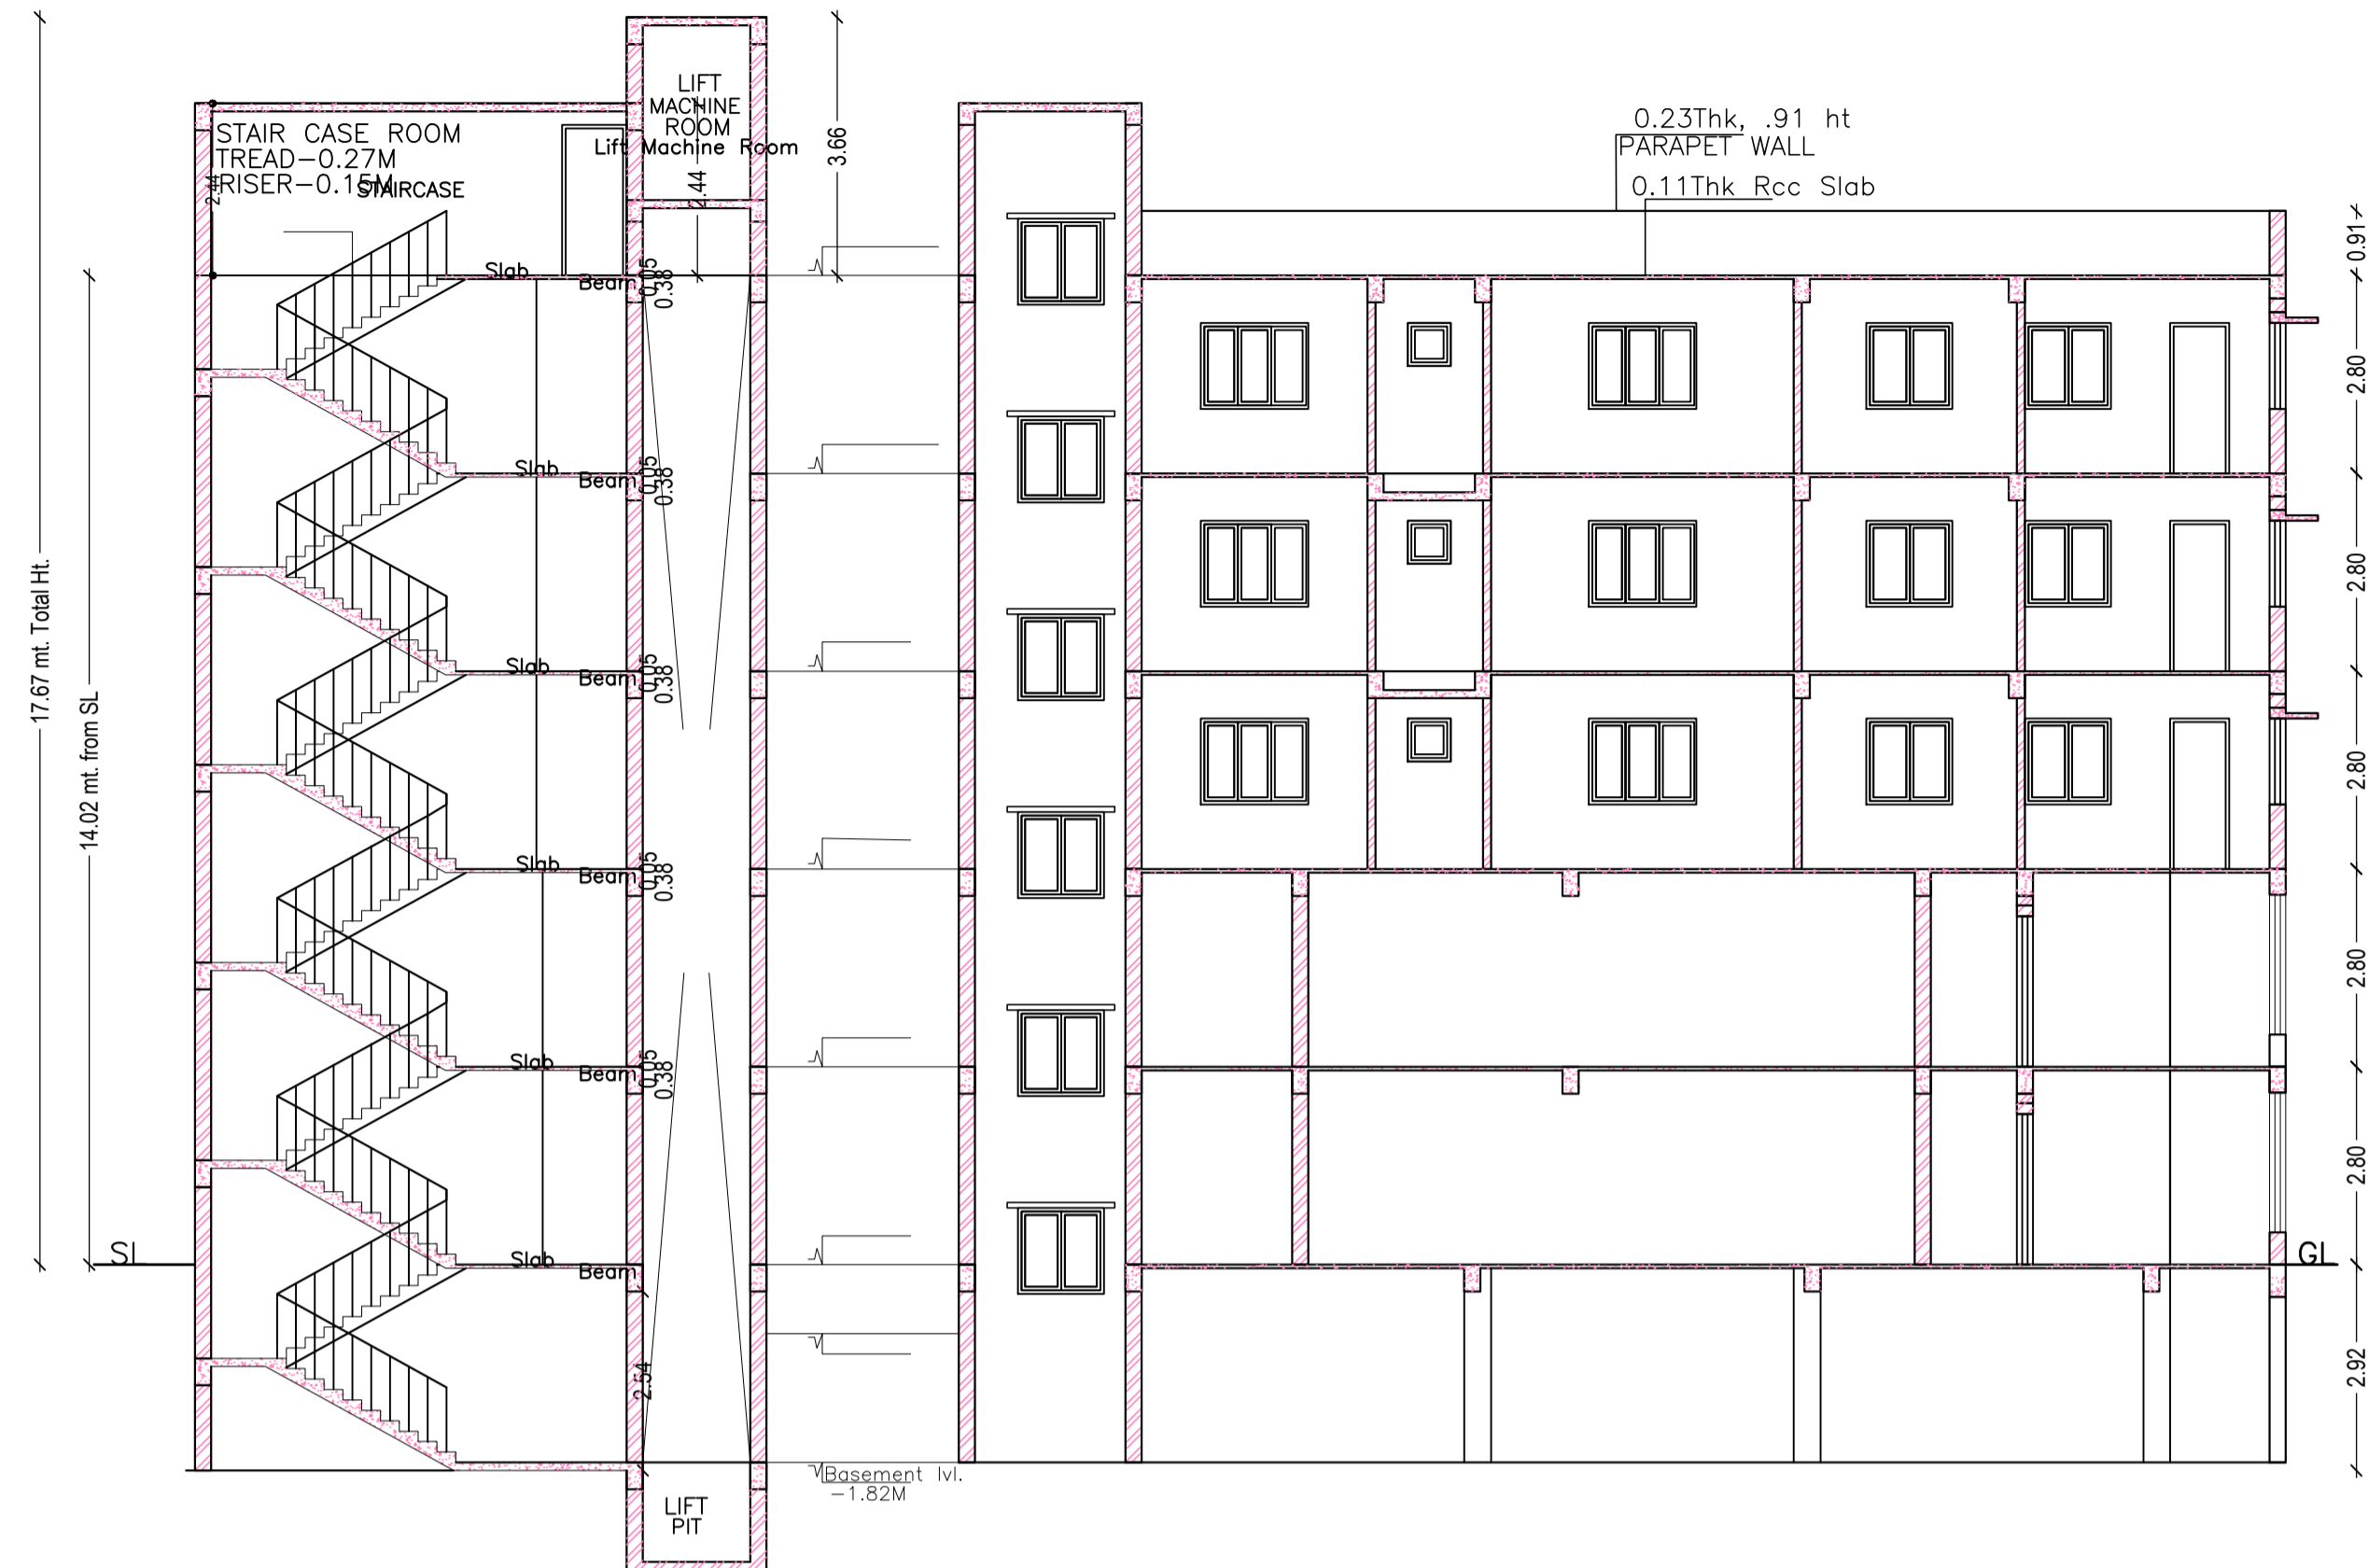 LIFT
MACHINE
ROOM
Lift Machine Room
STAIR CASE ROOM
TREAD-0.27M
RISER-0.15M
STAIRCASE
2.44
2.44
3.66
0.23Thk, .91 ht
PARAPET WALL
0.11Thk Rcc Slab
0.91
17.67 mt. Total Ht.
14.02 mt. from SL
Slab
Beam
0.05
0.38
2.80
Slab
Beam
0.05
0.38
2.80
Slab
Beam
0.05
0.38
2.80
Slab
Beam
0.05
0.38
2.80
Slab
Beam
0.05
0.38
2.80
SL
Slab
Beam
GL
2.54
2.92
Basement lvl.
-1.82M
LIFT
PIT